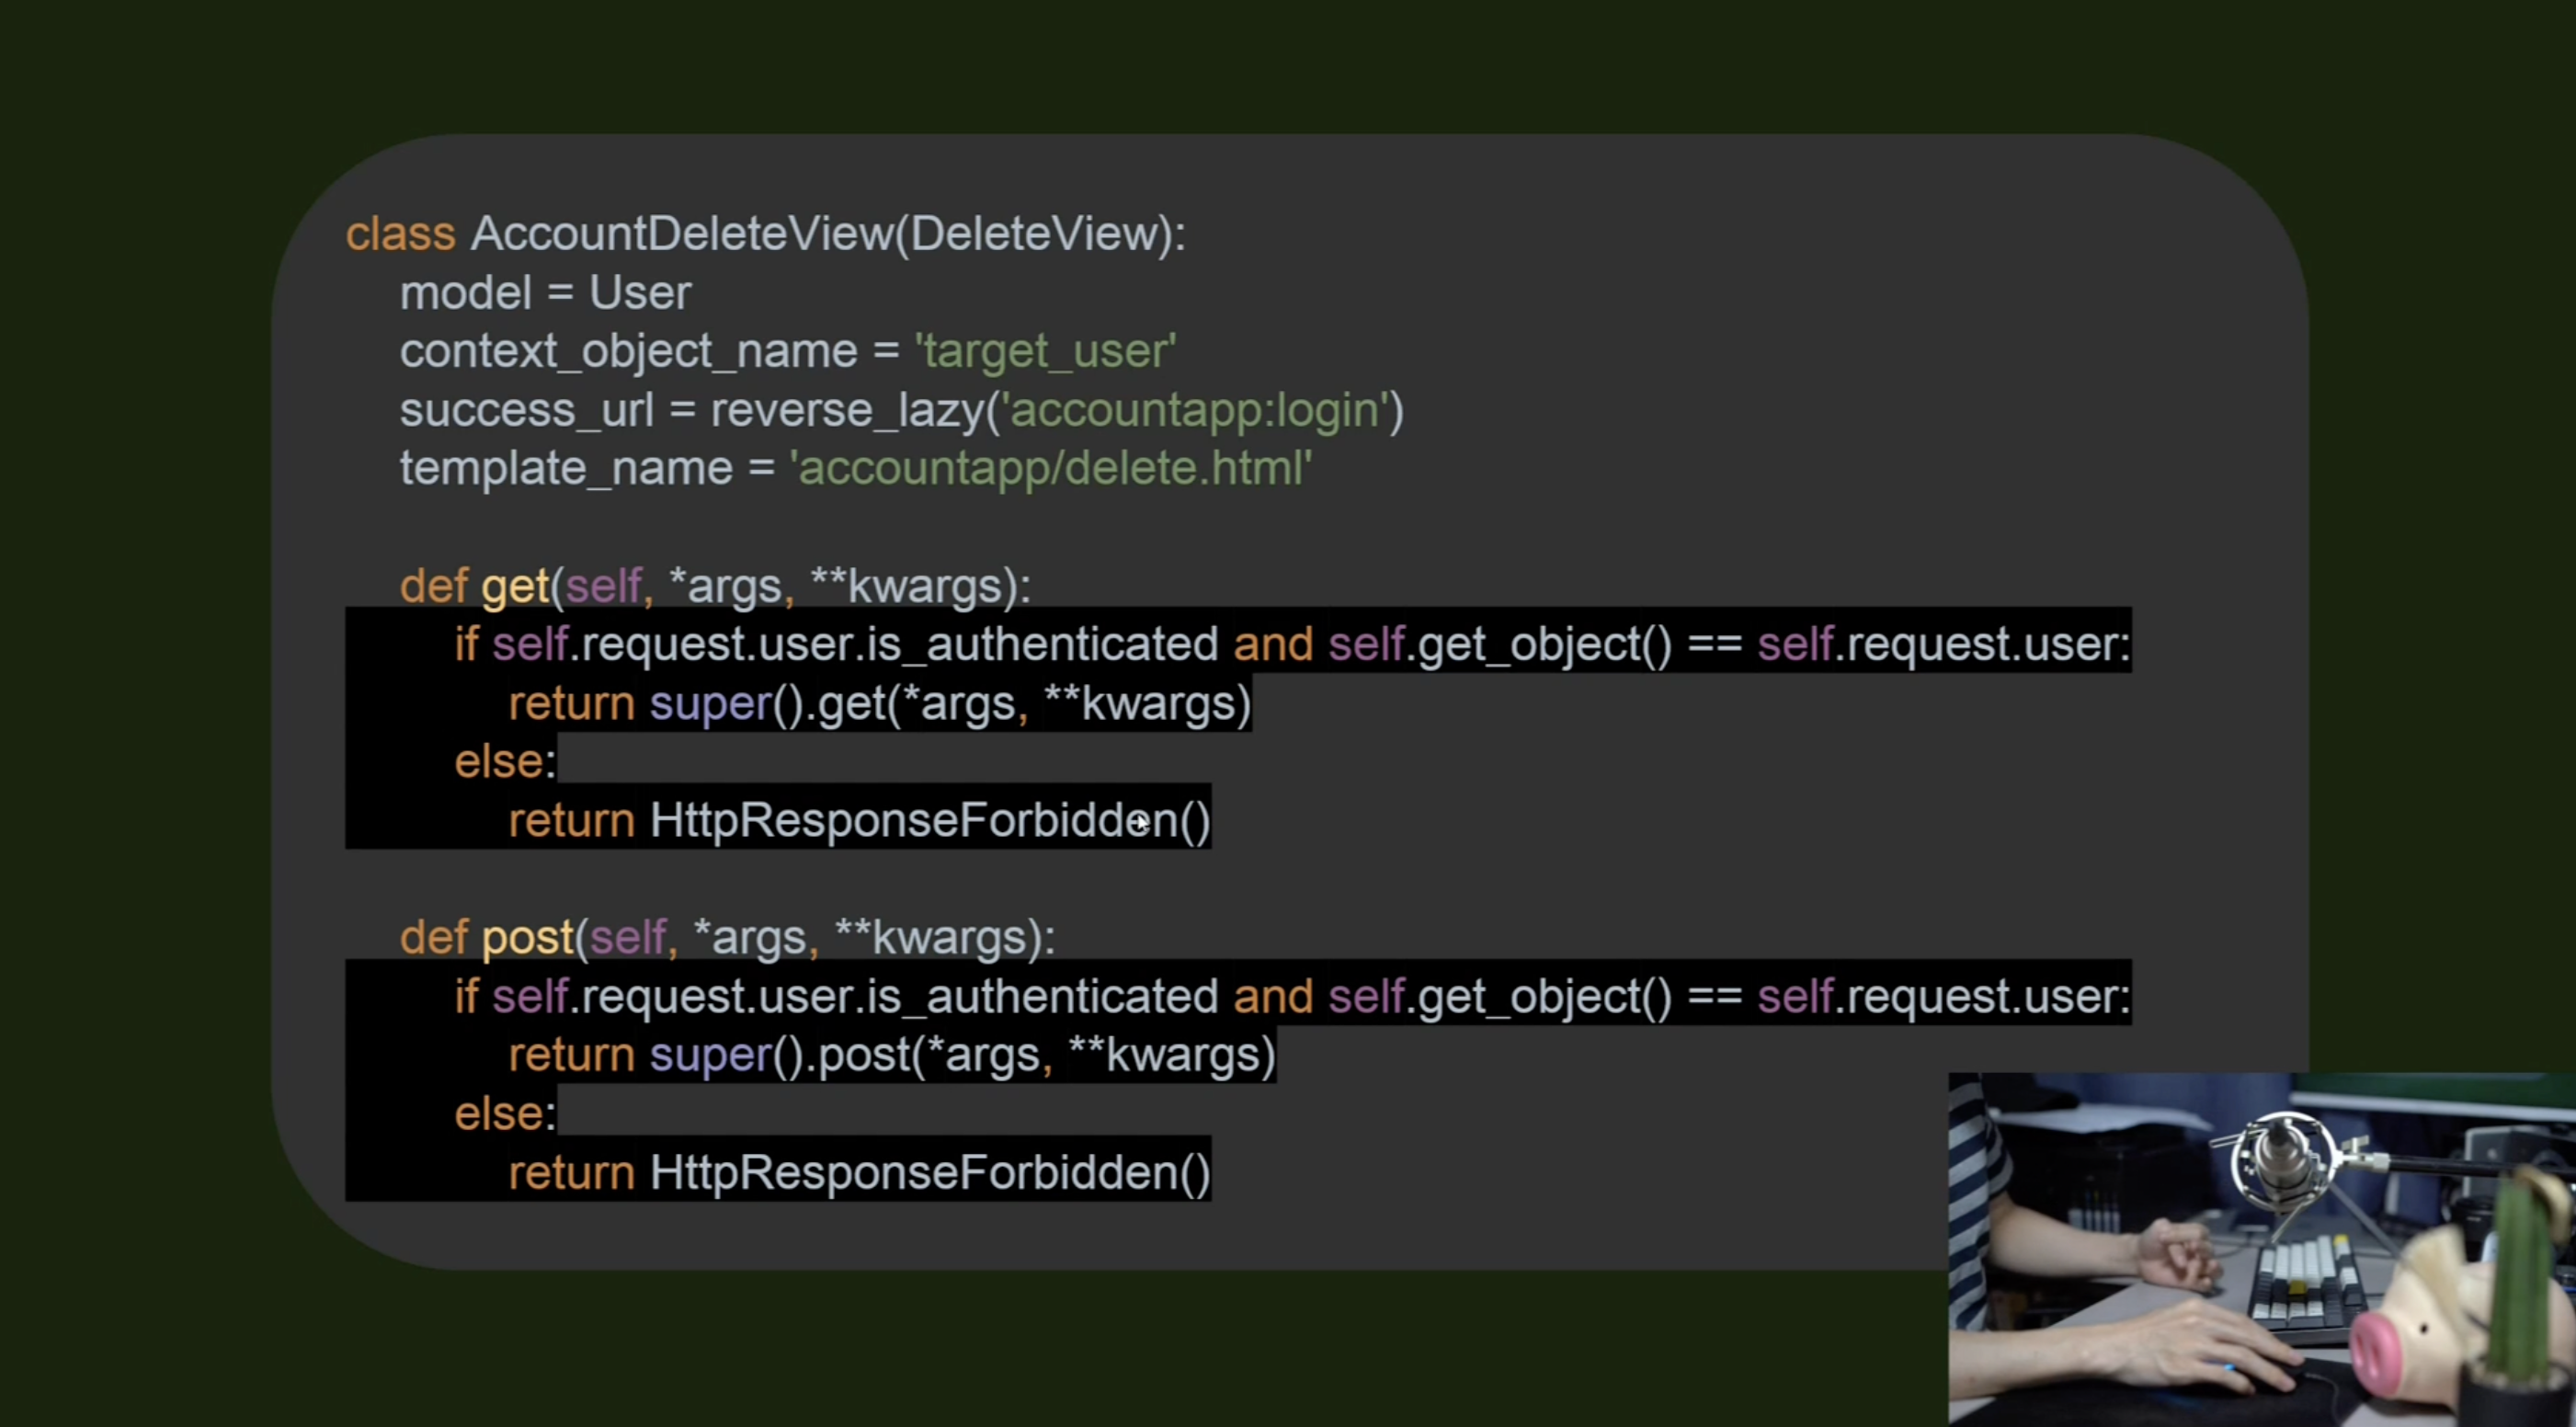 class AccountDeleteView(DeleteView):
    model = User
    context_object_name = 'target_user'
    success_url = reverse_lazy('accountapp:login')
    template_name = 'accountapp/delete.html'

    def get(self, *args, **kwargs):
        if self.request.user.is_authenticated and self.get_object() == self.request.user:
            return super().get(*args, **kwargs)
        else:
            return HttpResponseForbidden()

    def post(self, *args, **kwargs):
        if self.request.user.is_authenticated and self.get_object() == self.request.user:
            return super().post(*args, **kwargs)
        else:
            return HttpResponseForbidden()